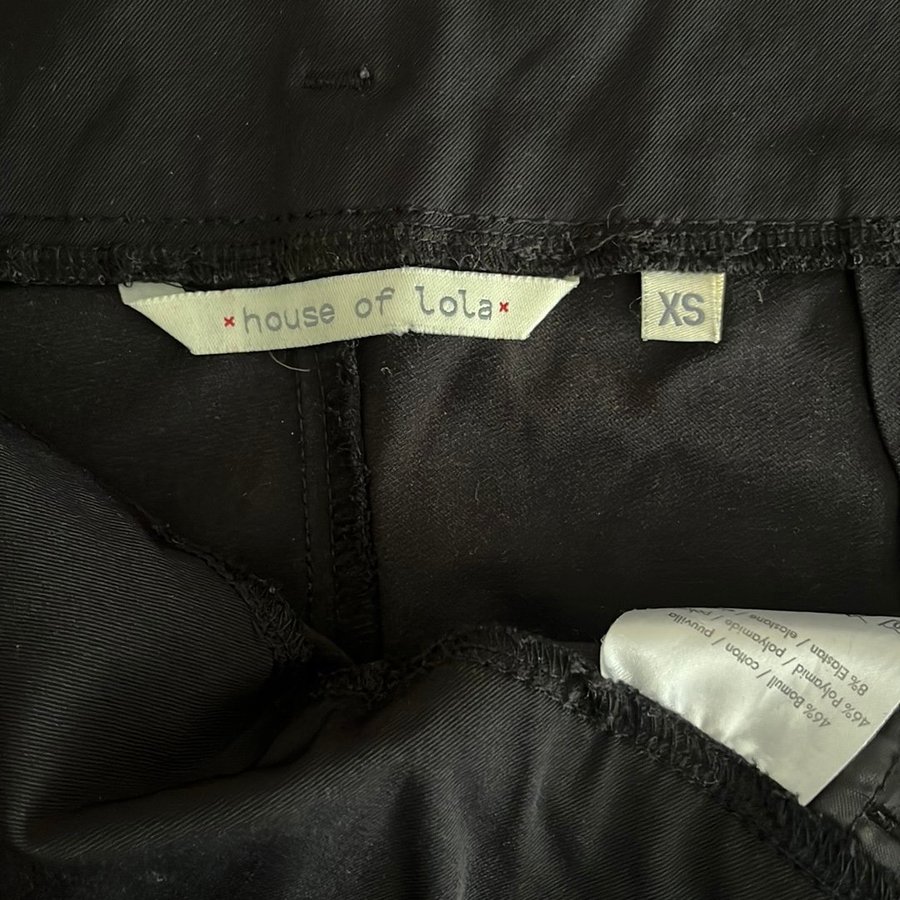 ×house of lola×
XS
46% Bomull / cotton / puuvilla
46% Polyamid / polyamide /
8% Elastan / elastane /